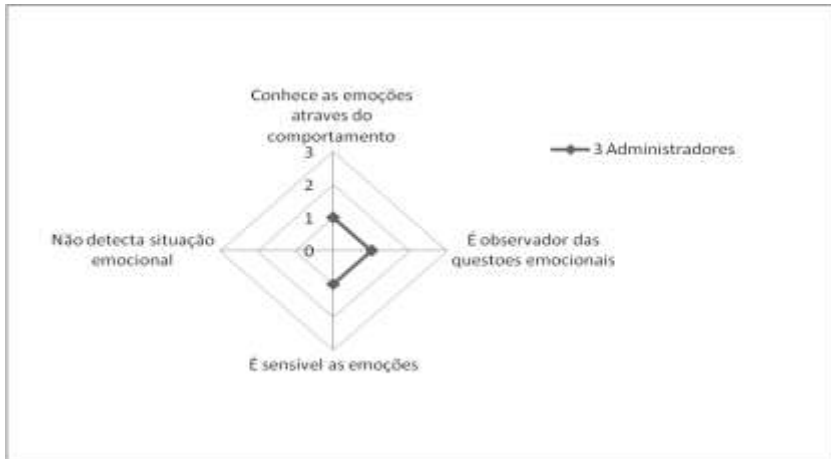 Conhece as emoções
atraves do
comportamento
3
2
1
0
3 Administradores
Não detecta situação
emocional
É observador das
questoes emocionais
É sensivel as emoções